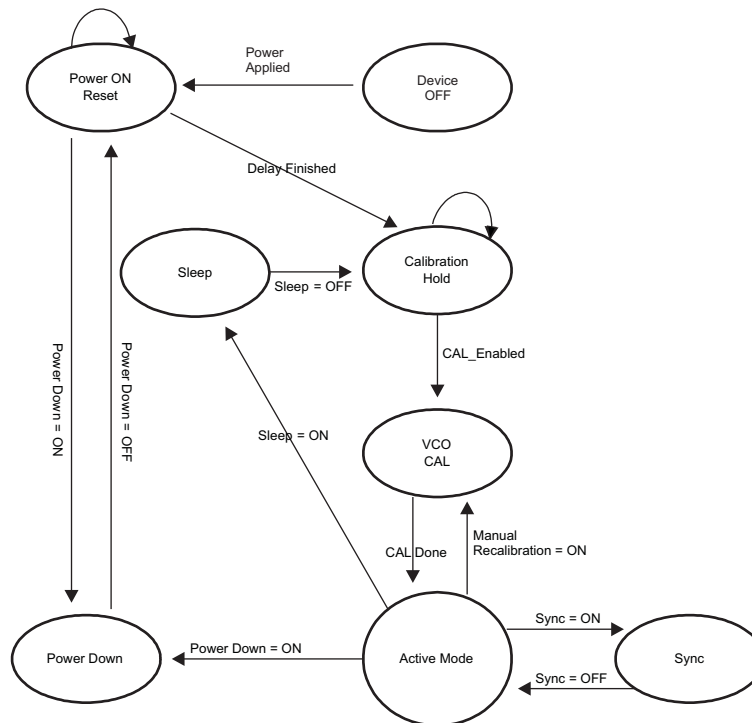 Power
Applied
Power ON
Reset
Device
OFF
Delay Finished
Sleep
Sleep = OFF
Calibration
Hold
Power Down = ON
Power Down = OFF
CAL_Enabled
Sleep = ON
VCO
CAL
CAL Done
Manual
Recalibration = ON
Power Down
Power Down = ON
Active Mode
Sync = ON
Sync = OFF
Sync